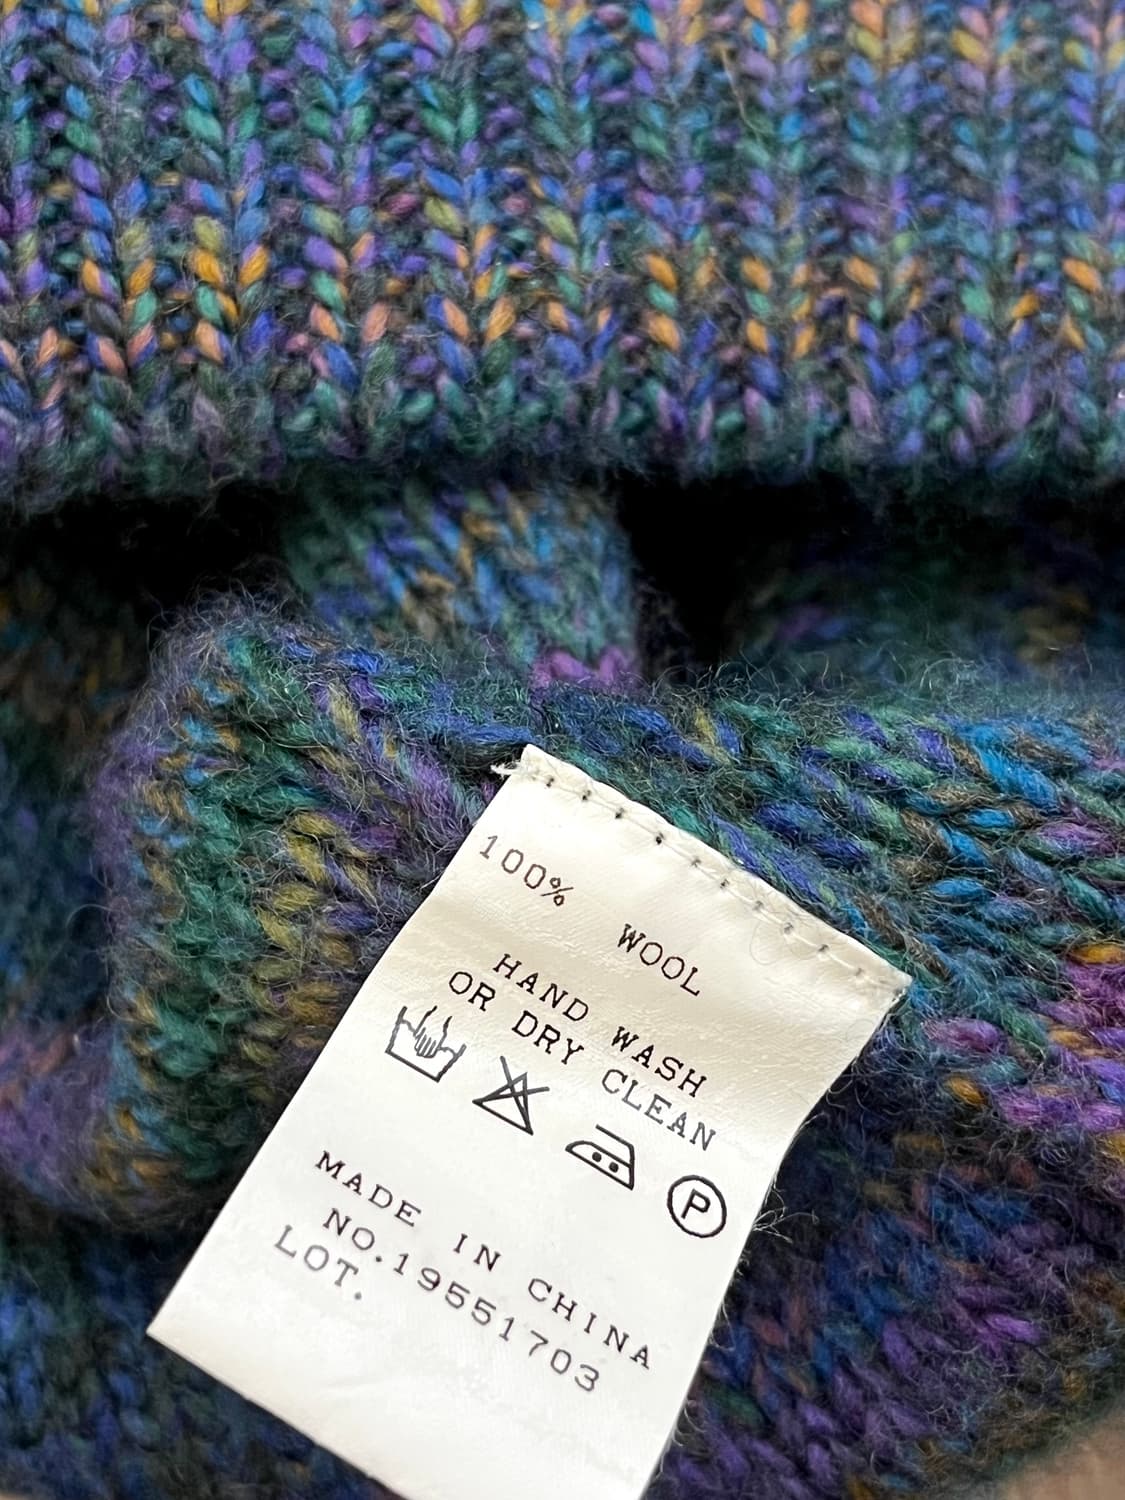 100% WOOL
HAND WASH
OR DRY CLEAN
P
MADE IN CHINA
NO.19551703
LOT.